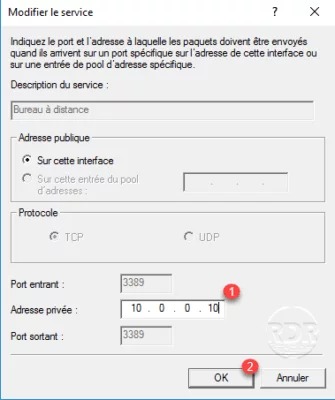 Modifier le service
Indiquez le port et l'adresse à laquelle les paquets doivent être envoyés
quand ils arrivent sur un port spécifique sur l'adresse de cette interface ou
sur une entrée de pool d'adresse spécifique.
Description du service :
Bureau à distance
Adresse publique
Sur cette interface
Sur cette entrée du pool
d'adresses :
. . .
Protocole
TCP UDP
Port entrant : 3389
1
Adresse privée : 10 . 0 . 0 . 10
Port sortant : 3389
RDR
2
OK Annuler